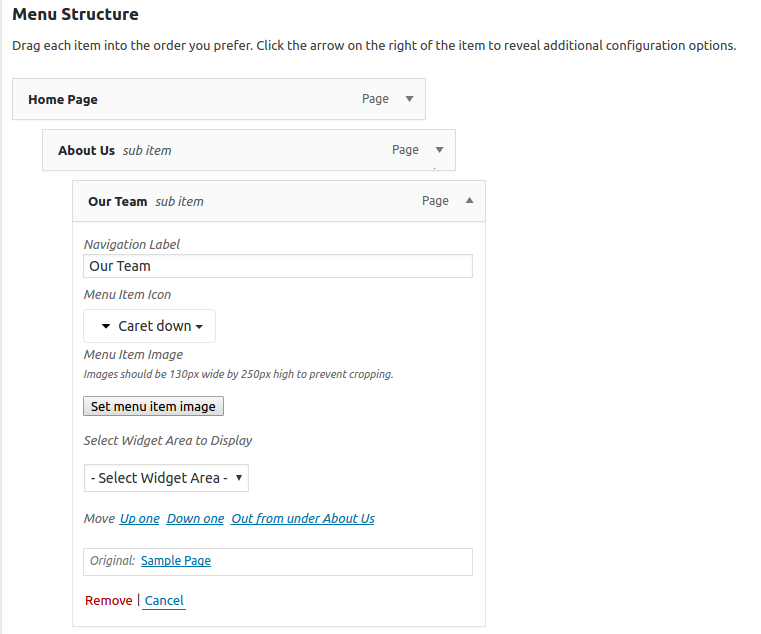 Menu Structure
Drag each item into the order you prefer. Click the arrow on the right of the item to reveal additional configuration options.
Home Page Page
About Us sub item Page
Our Team sub item Page
Navigation Label
Our Team
Menu Item Icon
Caret down
Menu Item Image
Images should be 130px wide by 250px high to prevent cropping.
Set menu item image
Select Widget Area to Display
- Select Widget Area -
Move Up one Down one Out from under About Us
Original: Sample Page
Remove | Cancel